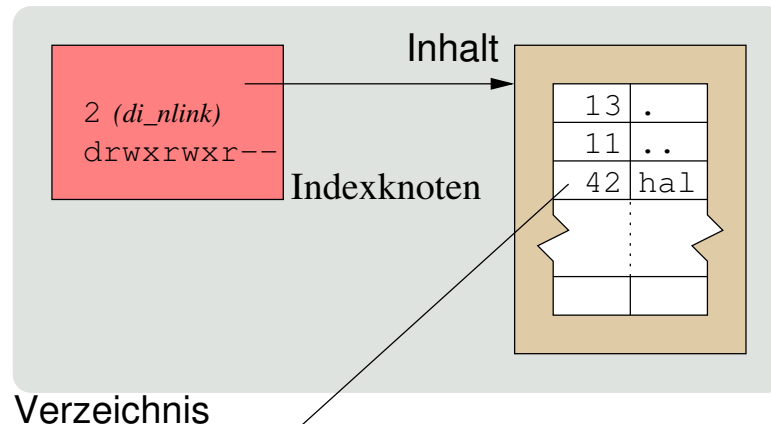 Inhalt
2 (di_nlink)
drwxrwxr--
Indexknoten
13 .
11 ..
42 hal
Verzeichnis